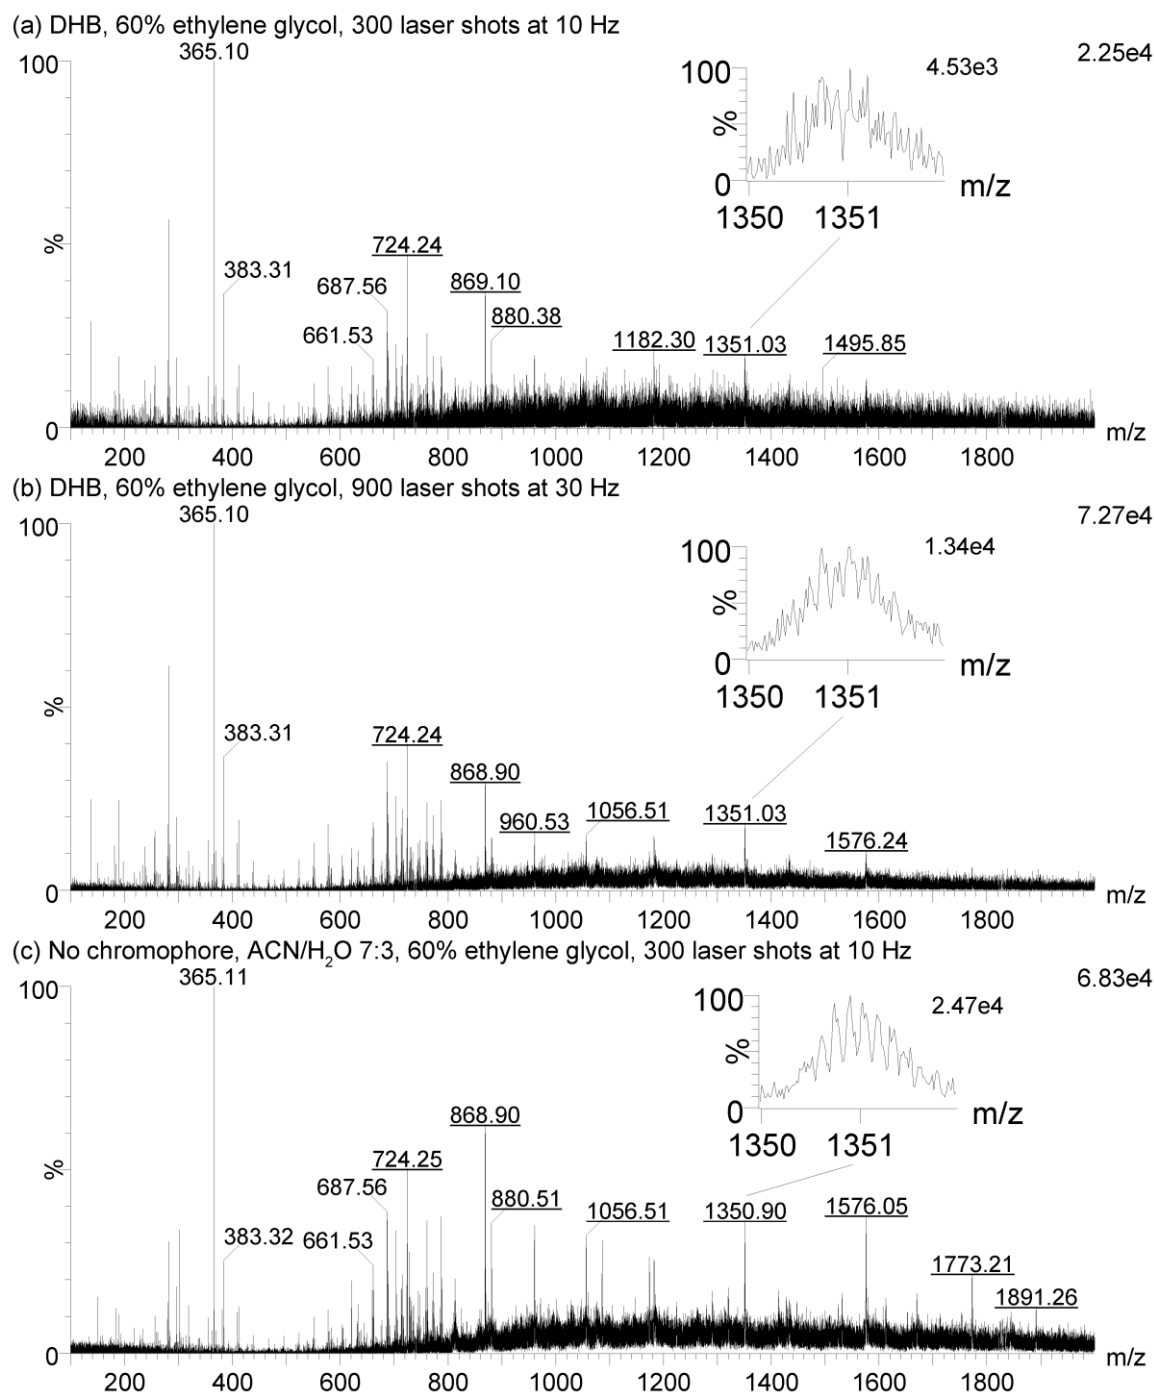 (a) DHB, 60% ethylene glycol, 300 laser shots at 10 Hz
365.10
2.25e4
100
%
0
383.31
661.53
687.56
724.24
869.10
880.38
1182.30
1351.03
1495.85
100
%
0
4.53e3
1350 1351
m/z
200 400 600 800 1000 1200 1400 1600 1800
m/z
(b) DHB, 60% ethylene glycol, 900 laser shots at 30 Hz
365.10
7.27e4
100
%
0
383.31
724.24
868.90
960.53
1056.51
1351.03
1576.24
100
%
0
1.34e4
1350 1351
m/z
200 400 600 800 1000 1200 1400 1600 1800
m/z
(c) No chromophore, ACN/H2O 7:3, 60% ethylene glycol, 300 laser shots at 10 Hz
365.11
6.83e4
100
%
0
383.32
661.53
687.56
724.25
868.90
880.51
1056.51
1350.90
1576.05
1773.21
1891.26
100
%
0
2.47e4
1350 1351
m/z
200 400 600 800 1000 1200 1400 1600 1800
m/z